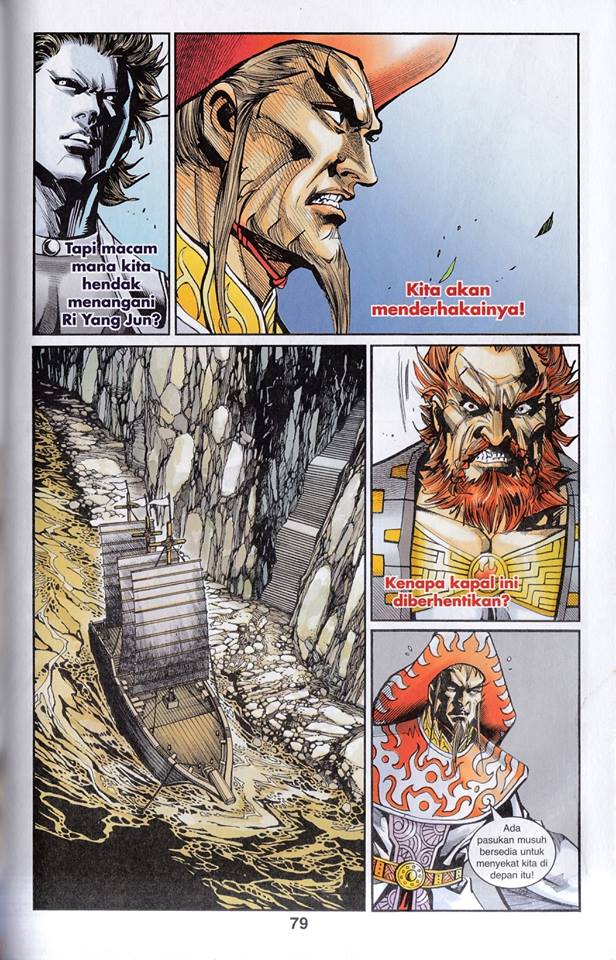 Tapi macam
mana kita
hendak
menangani
Ri Yang Jun?
Kita akan
menderhakainya!
Kenapa kapal ini
diberhentikan?
Ada
pasukan musuh
bersedia untuk
menyekat kita di
depan itu!
79